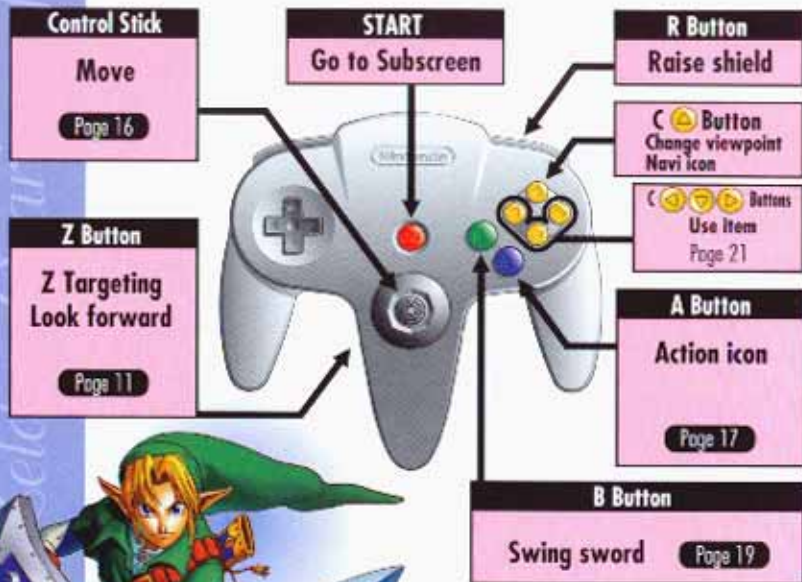 Control Stick
Move
Page 16
START
Go to Subscreen
R Button
Raise shield
C Button
Change viewpoint
Navi icon
C Buttons
Use Item
Page 21
Z Button
Z Targeting
Look forward
Page 11
Nintendo
A Button
Action icon
Page 17
B Button
Swing sword
Page 19